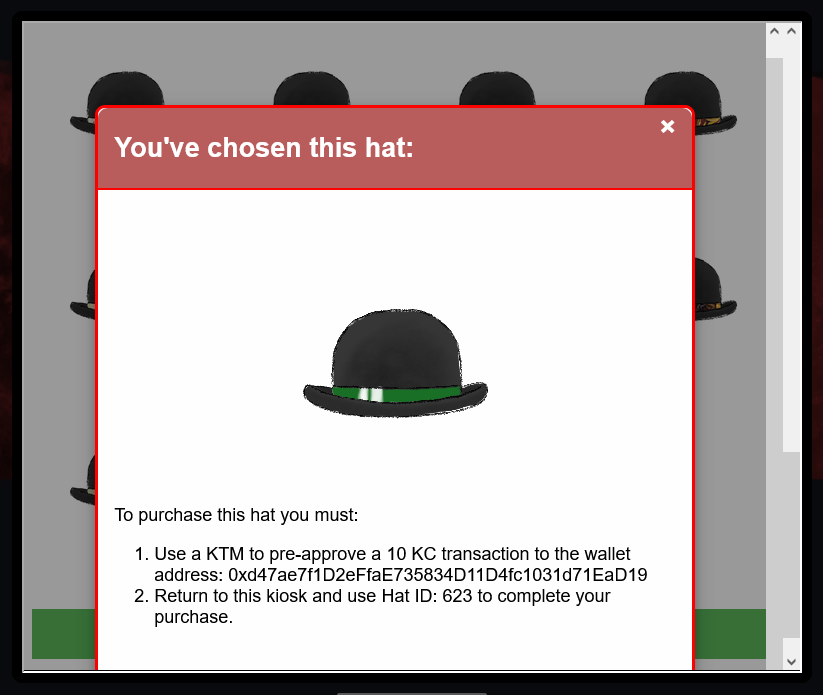 You've chosen this hat:
To purchase this hat you must:
1. Use a KTM to pre-approve a 10 KC transaction to the wallet
address: 0xd47ae7f1D2eFfaE735834D11D4fc1031d71EaD19
2. Return to this kiosk and use Hat ID: 623 to complete your
purchase.